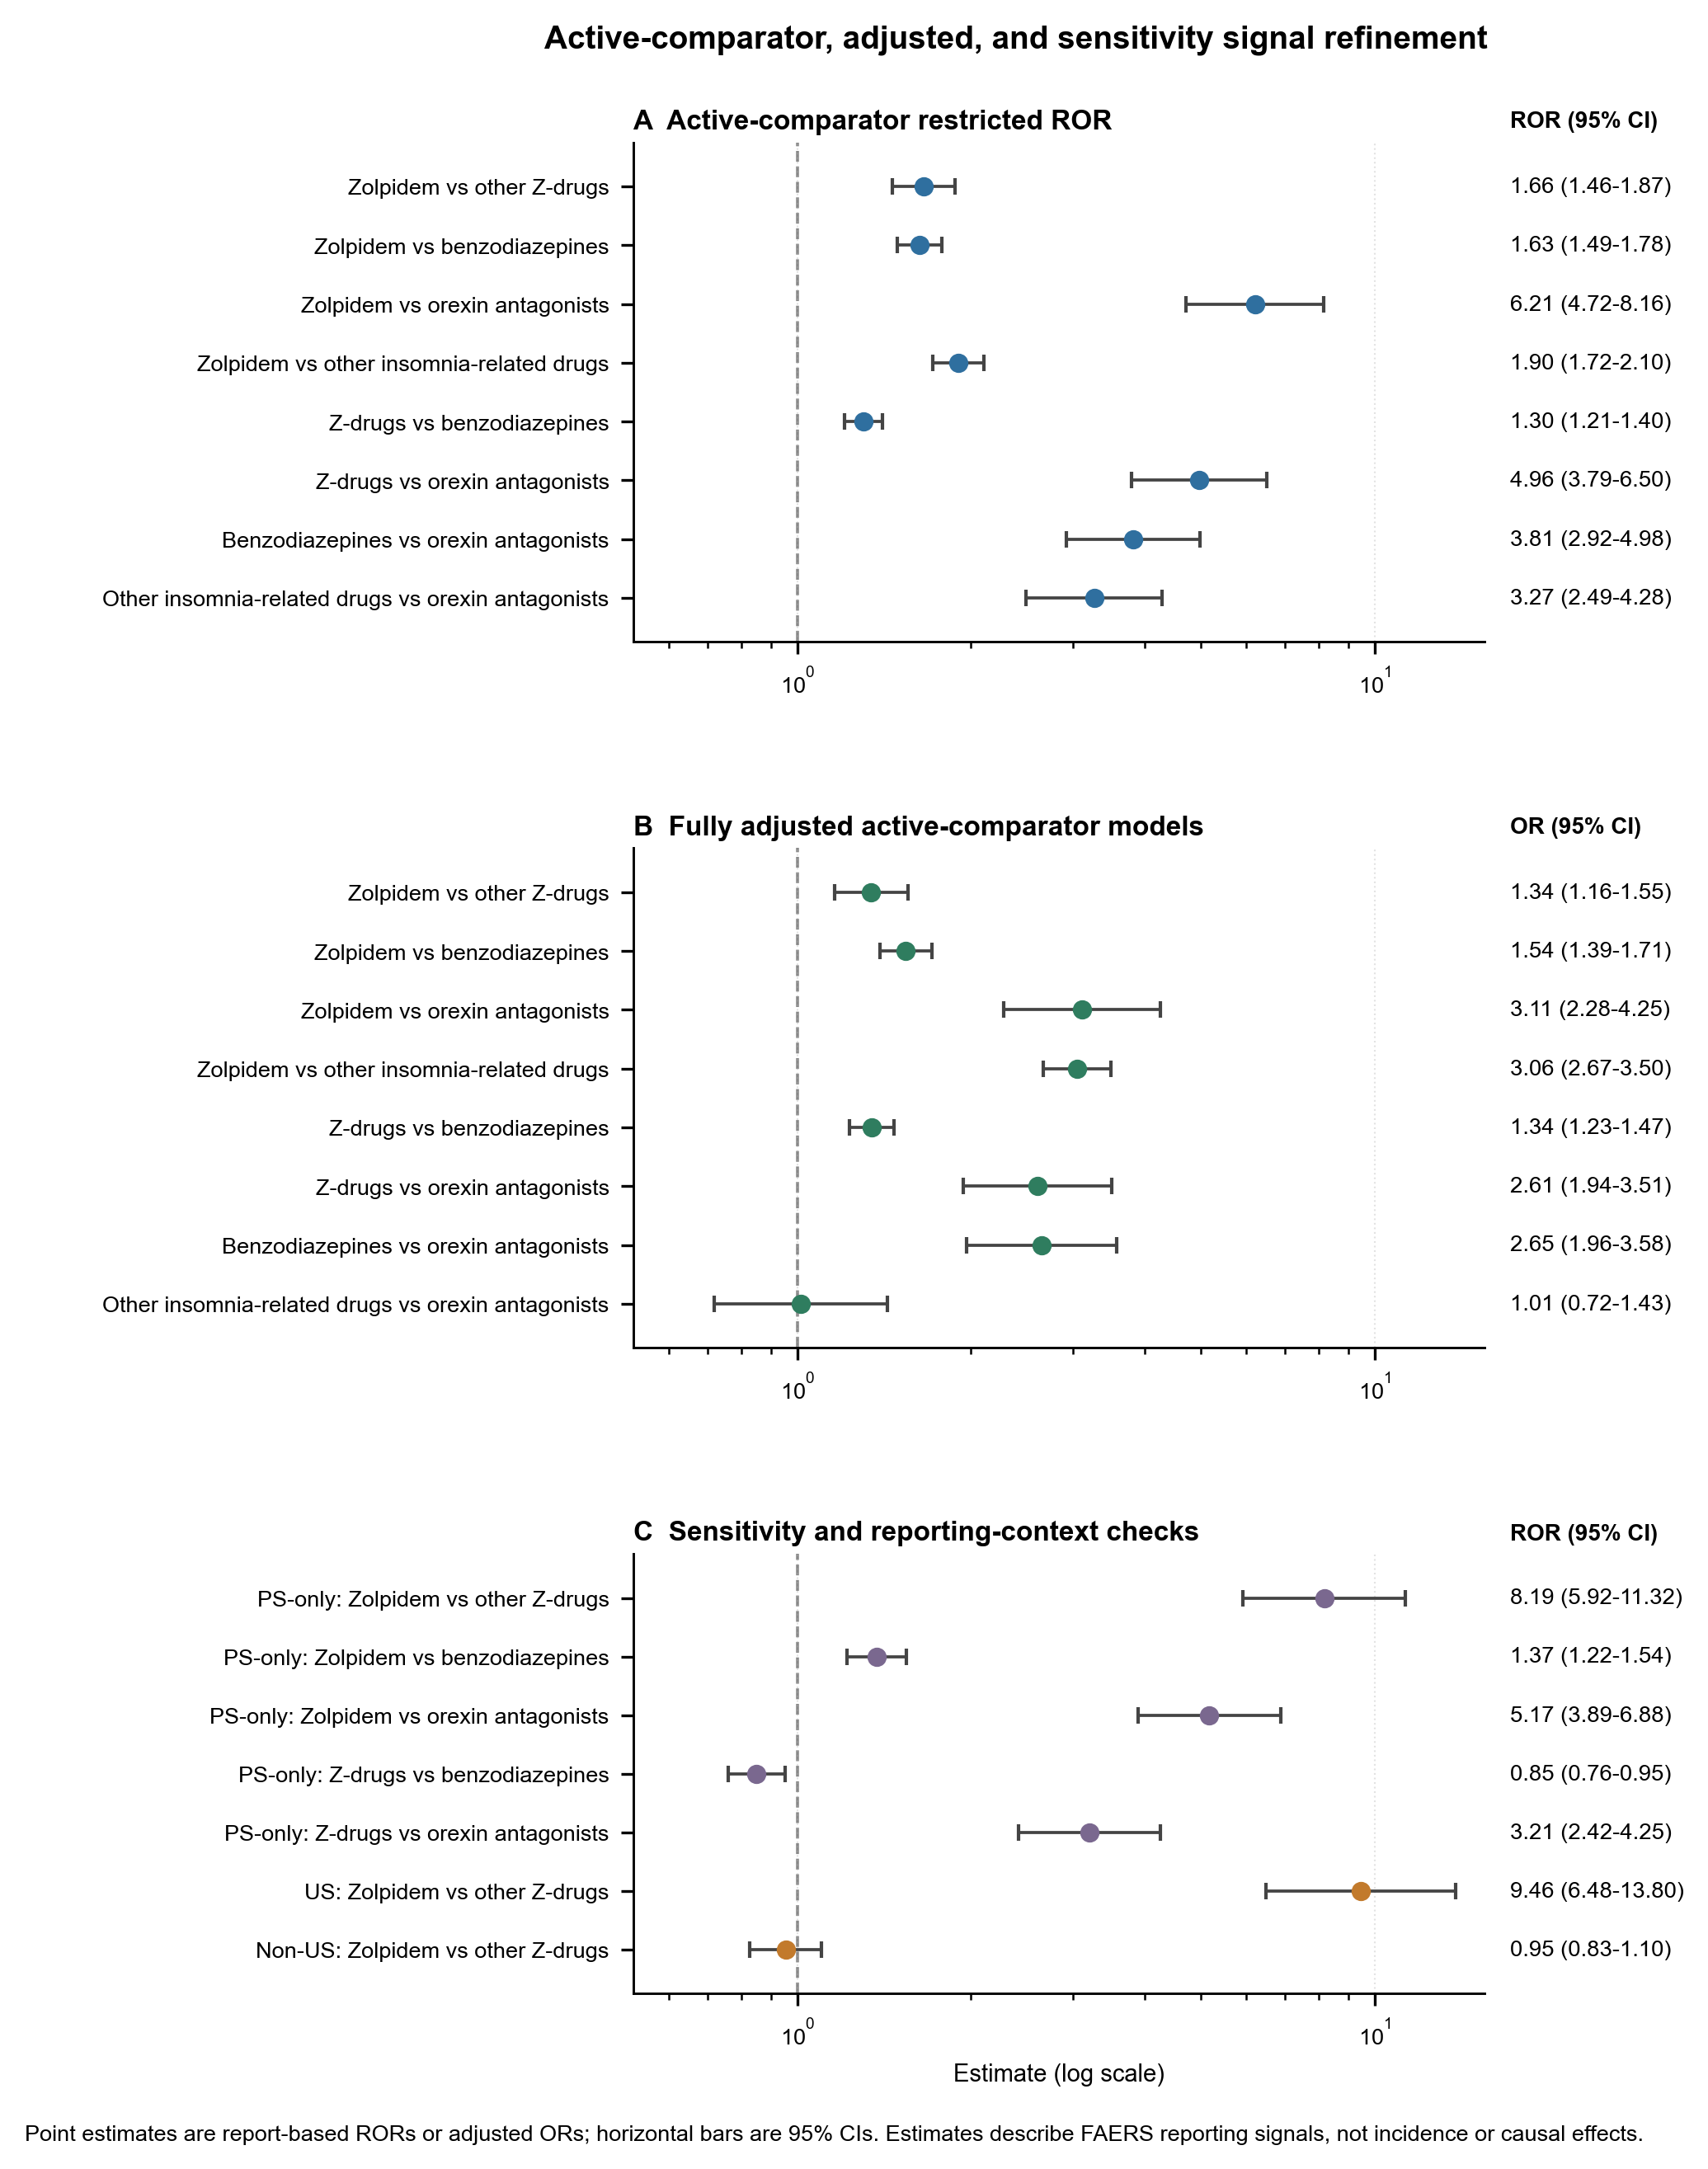 Active-comparator, adjusted, and sensitivity signal refinement
A Active-comparator restricted ROR
ROR (95% CI)
Zolpidem vs other Z-drugs 1.66 (1.46-1.87)
Zolpidem vs benzodiazepines 1.63 (1.49-1.78)
Zolpidem vs orexin antagonists 6.21 (4.72-8.16)
Zolpidem vs other insomnia-related drugs 1.90 (1.72-2.10)
Z-drugs vs benzodiazepines 1.30 (1.21-1.40)
Z-drugs vs orexin antagonists 4.96 (3.79-6.50)
Benzodiazepines vs orexin antagonists 3.81 (2.92-4.98)
Other insomnia-related drugs vs orexin antagonists 3.27 (2.49-4.28)
10⁰ 10¹
B Fully adjusted active-comparator models
OR (95% CI)
Zolpidem vs other Z-drugs 1.34 (1.16-1.55)
Zolpidem vs benzodiazepines 1.54 (1.39-1.71)
Zolpidem vs orexin antagonists 3.11 (2.28-4.25)
Zolpidem vs other insomnia-related drugs 3.06 (2.67-3.50)
Z-drugs vs benzodiazepines 1.34 (1.23-1.47)
Z-drugs vs orexin antagonists 2.61 (1.94-3.51)
Benzodiazepines vs orexin antagonists 2.65 (1.96-3.58)
Other insomnia-related drugs vs orexin antagonists 1.01 (0.72-1.43)
10⁰ 10¹
C Sensitivity and reporting-context checks
ROR (95% CI)
PS-only: Zolpidem vs other Z-drugs 8.19 (5.92-11.32)
PS-only: Zolpidem vs benzodiazepines 1.37 (1.22-1.54)
PS-only: Zolpidem vs orexin antagonists 5.17 (3.89-6.88)
PS-only: Z-drugs vs benzodiazepines 0.85 (0.76-0.95)
PS-only: Z-drugs vs orexin antagonists 3.21 (2.42-4.25)
US: Zolpidem vs other Z-drugs 9.46 (6.48-13.80)
Non-US: Zolpidem vs other Z-drugs 0.95 (0.83-1.10)
10⁰ 10¹
Estimate (log scale)
Point estimates are report-based RORs or adjusted ORs; horizontal bars are 95% CIs. Estimates describe FAERS reporting signals, not incidence or causal effects.